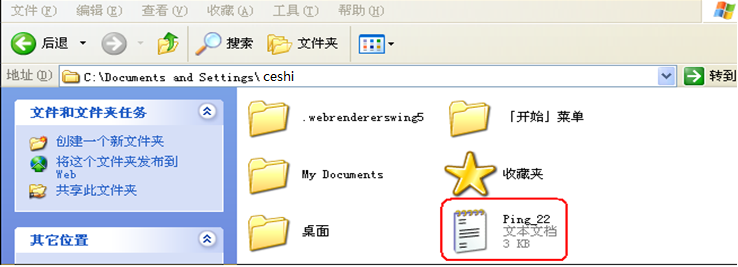 文件(F) 编辑(E) 查看(V) 收藏(A) 工具(T) 帮助(H)
后退 搜索 文件夹
地址(D) C:\Documents and Settings\ceshi 转到
文件和文件夹任务
创建一个新文件夹
将这个文件夹发布到
Web
共享此文件夹
其它位置
.webrendererswing5
「开始」菜单
My Documents
收藏夹
桌面
Ping_22
文本文档
3 KB